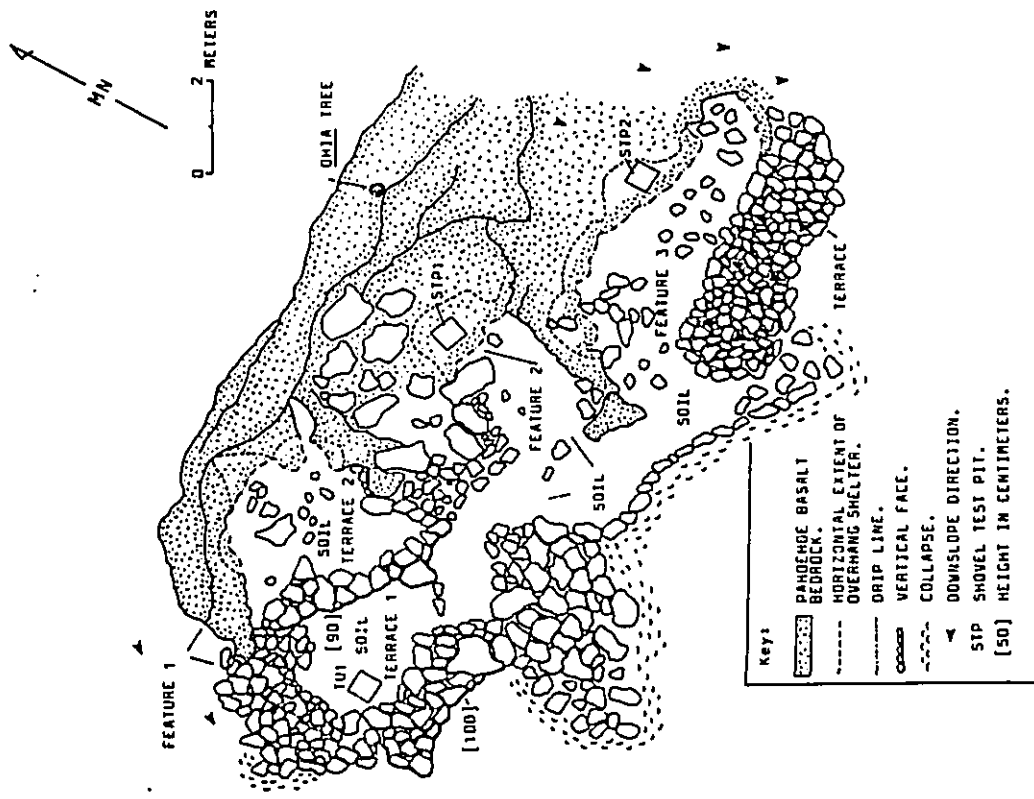 MN
0 2 METERS
OHIA TREE
FEATURE 1
TU1
[90]
SOIL
TERRACE 1
[100]
SOIL
TERRACE 2
STP1
FEATURE 2
SOIL
STP2
FEATURE 3
SOIL
TERRACE
Key:
PAHOEHOE BASALT
BEDROCK.
HORIZONTAL EXTENT OF
OVERHANG SHELTER.
DRIP LINE.
VERTICAL FACE.
COLLAPSE.
DOWNSLOPE DIRECTION.
STP SHOVEL TEST PIT.
[50] HEIGHT IN CENTIMETERS.